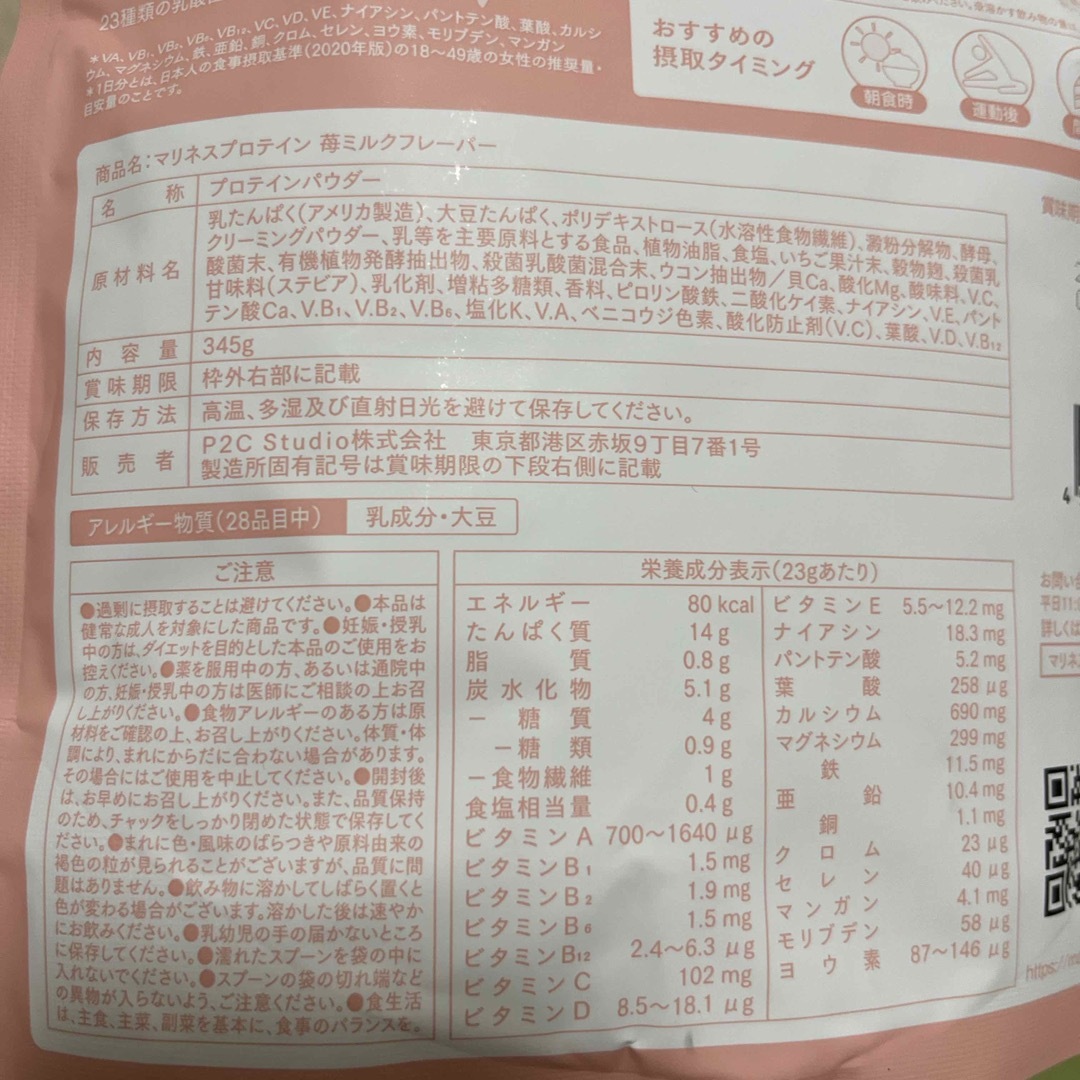 23種類の乳酸
*VA、VB₁、VB₂、VB₆、VB₁₂、VC、VD、VE、ナイアシン、パントテン酸、葉酸、カルシ
ウム、マグネシウム、鉄、亜鉛、銅、クロム、セレン、ヨウ素、モリブデン、マンガン
*1日分とは、日本人の食事摂取基準(2020年版)の18〜49歳の女性の推奨量・
目安量のことです。
おすすめの
摂取タイミング
朝食時
運動後
商品名:マリネスプロテイン 苺ミルクフレーバー
名称 プロテインパウダー
原材料名
乳たんぱく(アメリカ製造)、大豆たんぱく、ポリデキストロース(水溶性食物繊維)、澱粉分解物、酵母、
クリーミングパウダー、乳等を主要原料とする食品、植物油脂、食塩、いちご果汁末、穀物麹、殺菌乳
酸菌末、有機植物発酵抽出物、殺菌乳酸菌混合末、ウコン抽出物/貝Ca、酸化Mg、酸味料、V.C、
甘味料(ステビア)、乳化剤、増粘多糖類、香料、ピロリン酸鉄、二酸化ケイ素、ナイアシン、V.E、パント
テン酸Ca、V.B₁、V.B₂、V.B₆、塩化K、V.A、ベニコウジ色素、酸化防止剤(V.C)、葉酸、V.D、V.B₁₂
内容量 345g
賞味期限 枠外右部に記載
保存方法 高温、多湿及び直射日光を避けて保存してください。
販売者
P2C Studio株式会社 東京都港区赤坂9丁目7番1号
製造所固有記号は賞味期限の下段右側に記載
アレルギー物質(28品目中) 乳成分・大豆
ご注意
●過剰に摂取することは避けてください。●本品は
健常な成人を対象にした商品です。●妊娠・授乳
中の方は、ダイエットを目的とした本品のご使用をお
控えください。●薬を服用中の方、あるいは通院中
の方、妊娠・授乳中の方は医師にご相談の上お召
し上がりください。●食物アレルギーのある方は原
材料をご確認の上、お召し上がりください。体質・体
調により、まれにからだに合わない場合があります。
その場合にはご使用を中止してください。●開封後
は、お早めにお召し上がりください。また、品質保持
のため、チャックをしっかり閉めた状態で保存してく
ださい。●まれに色・風味のばらつきや原料由来の
褐色の粒が見られることがございますが、品質に問
題はありません。●飲み物に溶かしてしばらく置くと
色が変わる場合がございます。溶かした後は速やか
にお飲みください。●乳幼児の手の届かないところ
に保存してください。●濡れたスプーンを袋の中に
入れないでください。●スプーンの袋の切れ端など
の異物が入らないよう、ご注意ください。●食生活
は、主食、主菜、副菜を基本に、食事のバランスを。
栄養成分表示(23gあたり)
エネルギー 80 kcal
たんぱく質 14 g
脂質 0.8 g
炭水化物 5.1 g
－糖質 4 g
－糖類 0.9 g
－食物繊維 1 g
食塩相当量 0.4 g
ビタミンA 700〜1640 μg
ビタミンB₁ 1.5 mg
ビタミンB₂ 1.9 mg
ビタミンB₆ 1.5 mg
ビタミンB₁₂ 2.4〜6.3 μg
ビタミンC 102 mg
ビタミンD 8.5〜18.1 μg
ビタミンE 5.5〜12.2 mg
ナイアシン 18.3 mg
パントテン酸 5.2 mg
葉酸 258 μg
カルシウム 690 mg
マグネシウム 299 mg
鉄 11.5 mg
亜鉛 10.4 mg
銅 1.1 mg
クロム 23 μg
セレン 40 μg
マンガン 4.1 mg
モリブデン 58 μg
ヨウ素 87〜146 μg
賞味期
4
お問い合
平日11:
詳しくは
マリネ
https://m